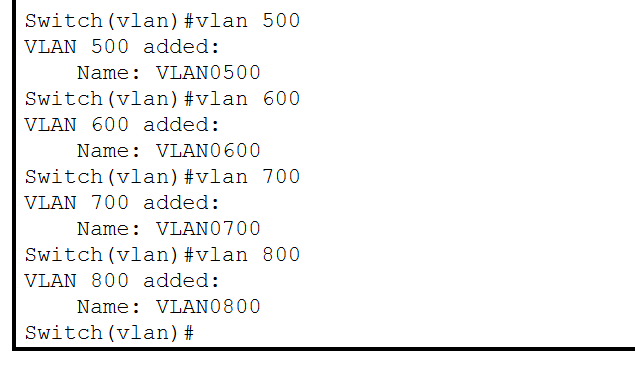 Switch(vlan)#vlan 500
VLAN 500 added:
Name: VLAN0500
Switch(vlan)#vlan 600
VLAN 600 added:
Name: VLAN0600
Switch(vlan)#vlan 700
VLAN 700 added:
Name: VLAN0700
Switch(vlan)#vlan 800
VLAN 800 added:
Name: VLAN0800
Switch(vlan)#